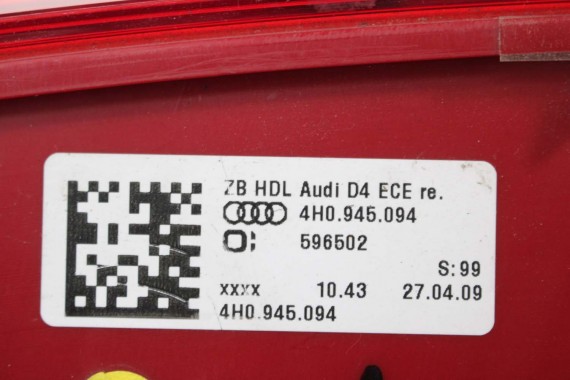 ZB HDL Audi D4 ECE re.
4H0.945.094
596502
S:99
xxxx 10.43 27.04.09
4H0.945.094